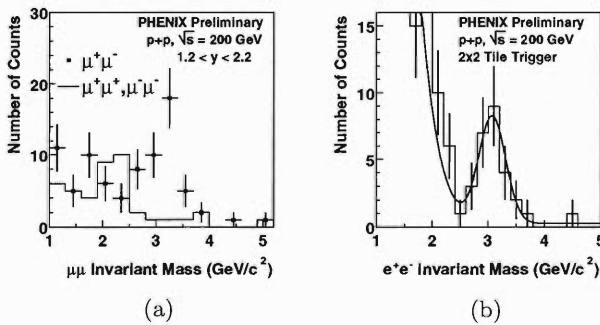 PHENIX Preliminary
p+p, √s = 200 GeV
1.2 < y < 2.2
μ⁺μ⁻
μ⁺μ⁺,μ⁻μ⁻
Number of Counts
30
20
10
0
1 2 3 4 5
μμ Invariant Mass (GeV/c²)
(a)
PHENIX Preliminary
p+p, √s = 200 GeV
2x2 Tile Trigger
Number of Counts
15
10
5
0
1 2 3 4
e⁺e⁻ Invariant Mass (GeV/c²)
(b)